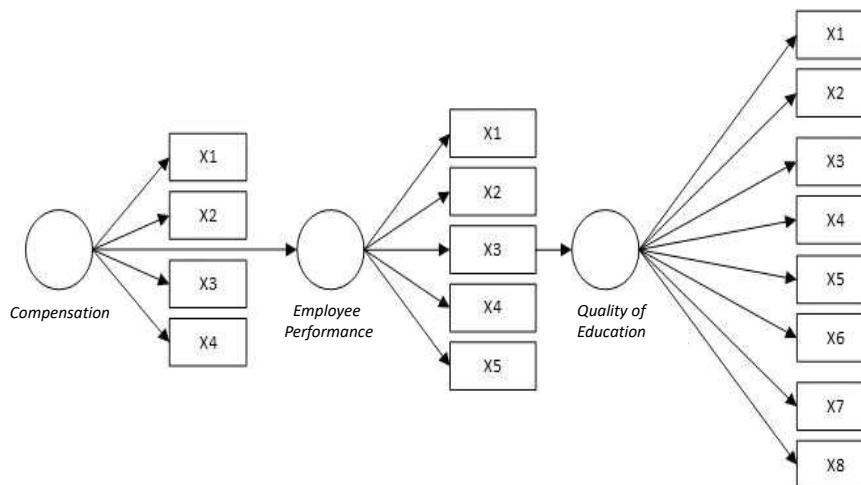 X1
X2
X3
X4
Compensation
X1
X2
X3
X4
X5
Employee
Performance
X1
X2
X3
X4
X5
X6
X7
X8
Quality of
Education